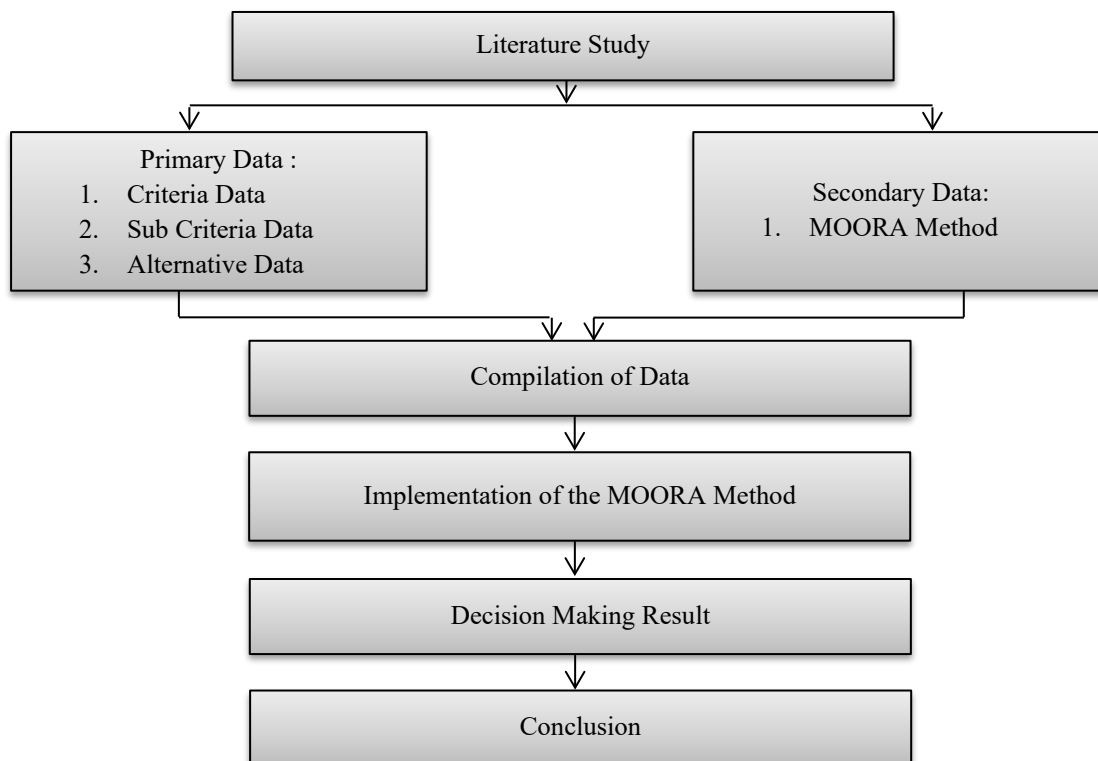 Literature Study
Primary Data :
1. Criteria Data
2. Sub Criteria Data
3. Alternative Data
Secondary Data:
1. MOORA Method
Compilation of Data
Implementation of the MOORA Method
Decision Making Result
Conclusion